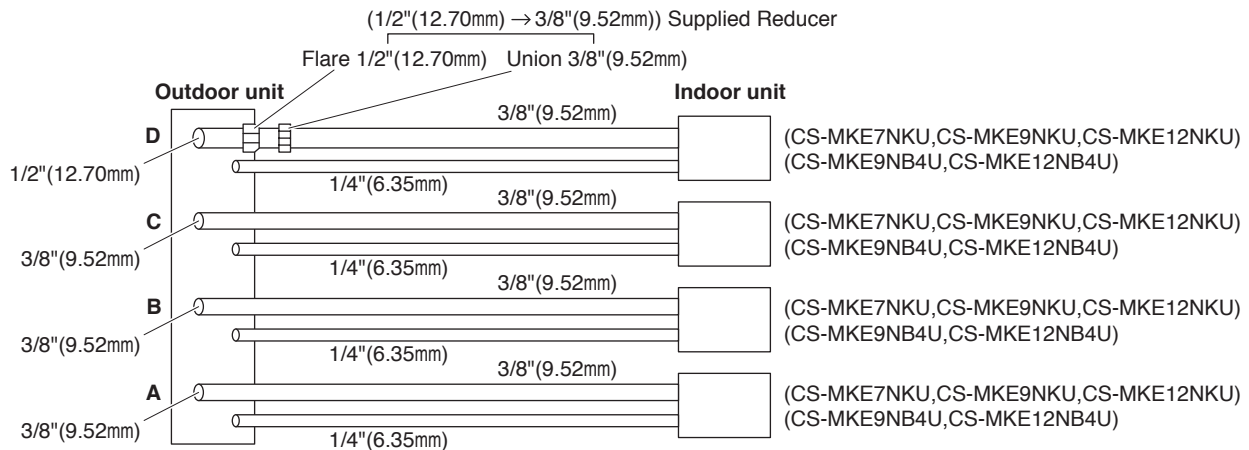 (1/2"(12.70mm) → 3/8"(9.52mm)) Supplied Reducer
Flare 1/2"(12.70mm) Union 3/8"(9.52mm)
Outdoor unit
Indoor unit
D
3/8"(9.52mm)
(CS-MKE7NKU,CS-MKE9NKU,CS-MKE12NKU)
(CS-MKE9NB4U,CS-MKE12NB4U)
1/2"(12.70mm)
1/4"(6.35mm)
C
3/8"(9.52mm)
(CS-MKE7NKU,CS-MKE9NKU,CS-MKE12NKU)
(CS-MKE9NB4U,CS-MKE12NB4U)
3/8"(9.52mm)
1/4"(6.35mm)
B
3/8"(9.52mm)
(CS-MKE7NKU,CS-MKE9NKU,CS-MKE12NKU)
(CS-MKE9NB4U,CS-MKE12NB4U)
3/8"(9.52mm)
1/4"(6.35mm)
A
3/8"(9.52mm)
(CS-MKE7NKU,CS-MKE9NKU,CS-MKE12NKU)
(CS-MKE9NB4U,CS-MKE12NB4U)
3/8"(9.52mm)
1/4"(6.35mm)